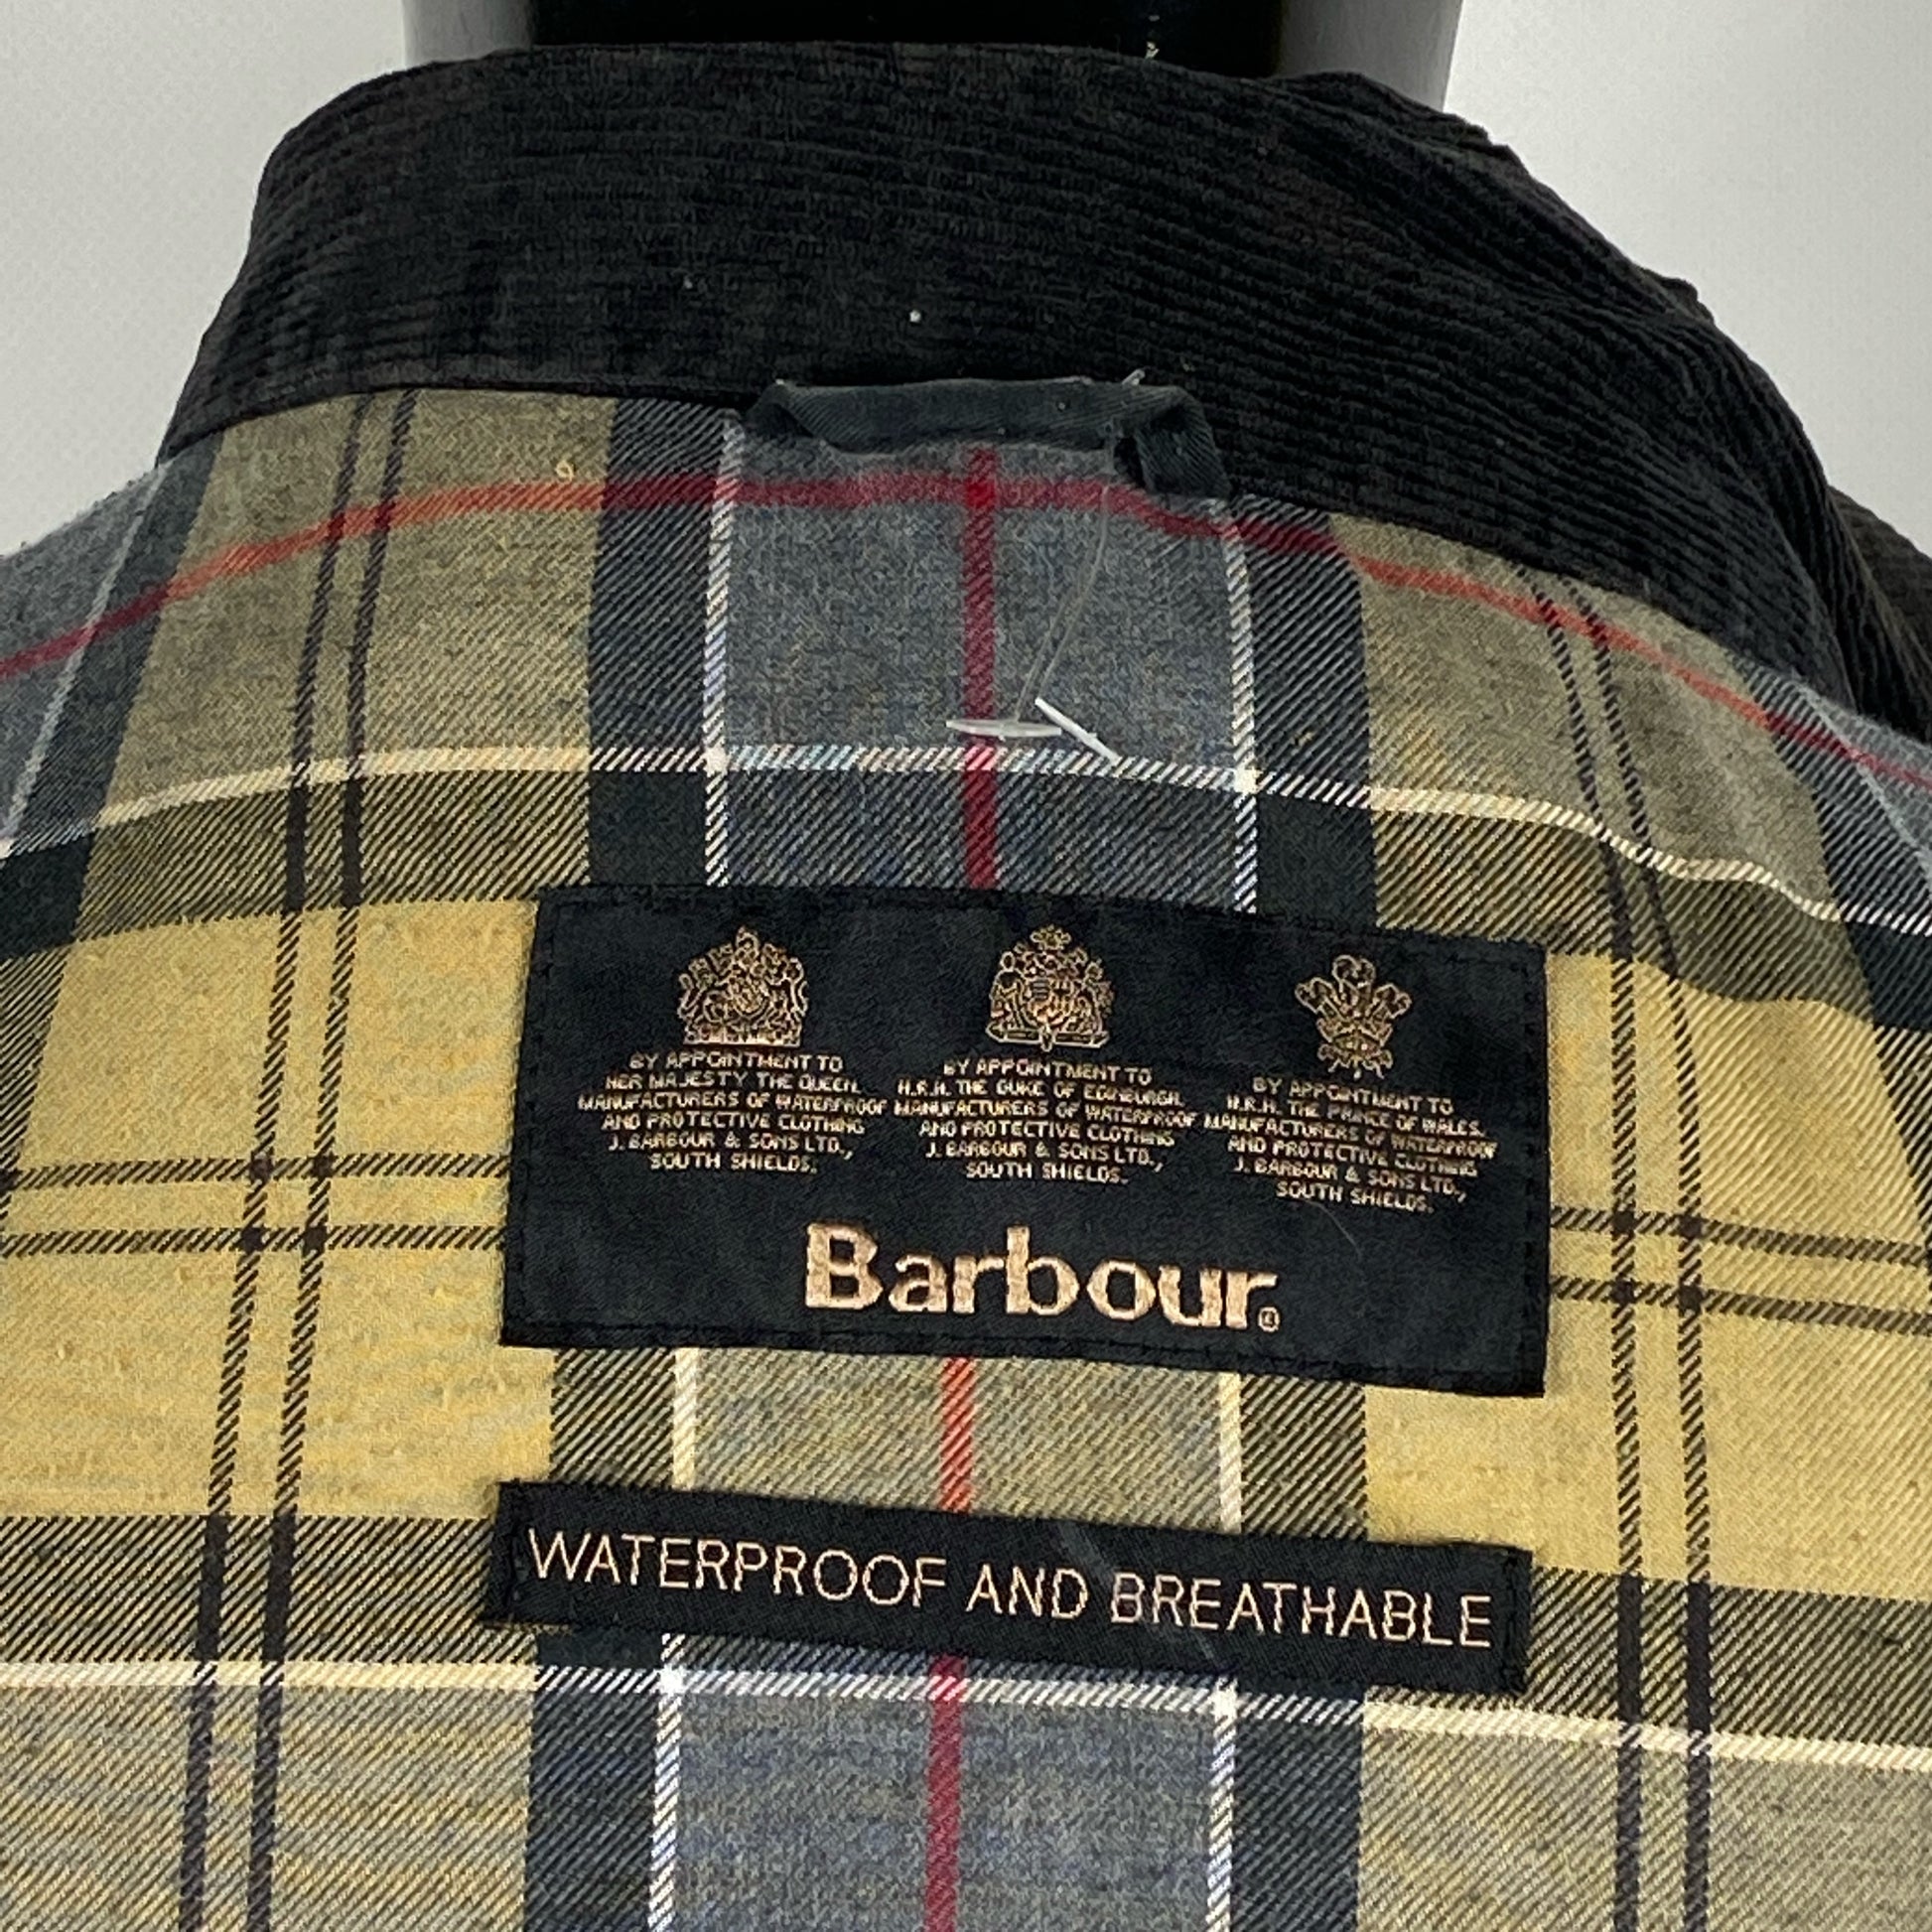 BY APPOINTMENT TO
HER MAJESTY THE QUEEN.
MANUFACTURERS OF WATERPROOF
AND PROTECTIVE CLOTHING
J. BARBOUR & SONS LTD.,
SOUTH SHIELDS.
BY APPOINTMENT TO
H.R.H. THE DUKE OF EDINBURGH.
MANUFACTURERS OF WATERPROOF
AND PROTECTIVE CLOTHING
J. BARBOUR & SONS LTD.,
SOUTH SHIELDS.
BY APPOINTMENT TO
H.R.H. THE PRINCE OF WALES.
MANUFACTURERS OF WATERPROOF
AND PROTECTIVE CLOTHING
J. BARBOUR & SONS LTD.,
SOUTH SHIELDS.
Barbour®
WATERPROOF AND BREATHABLE